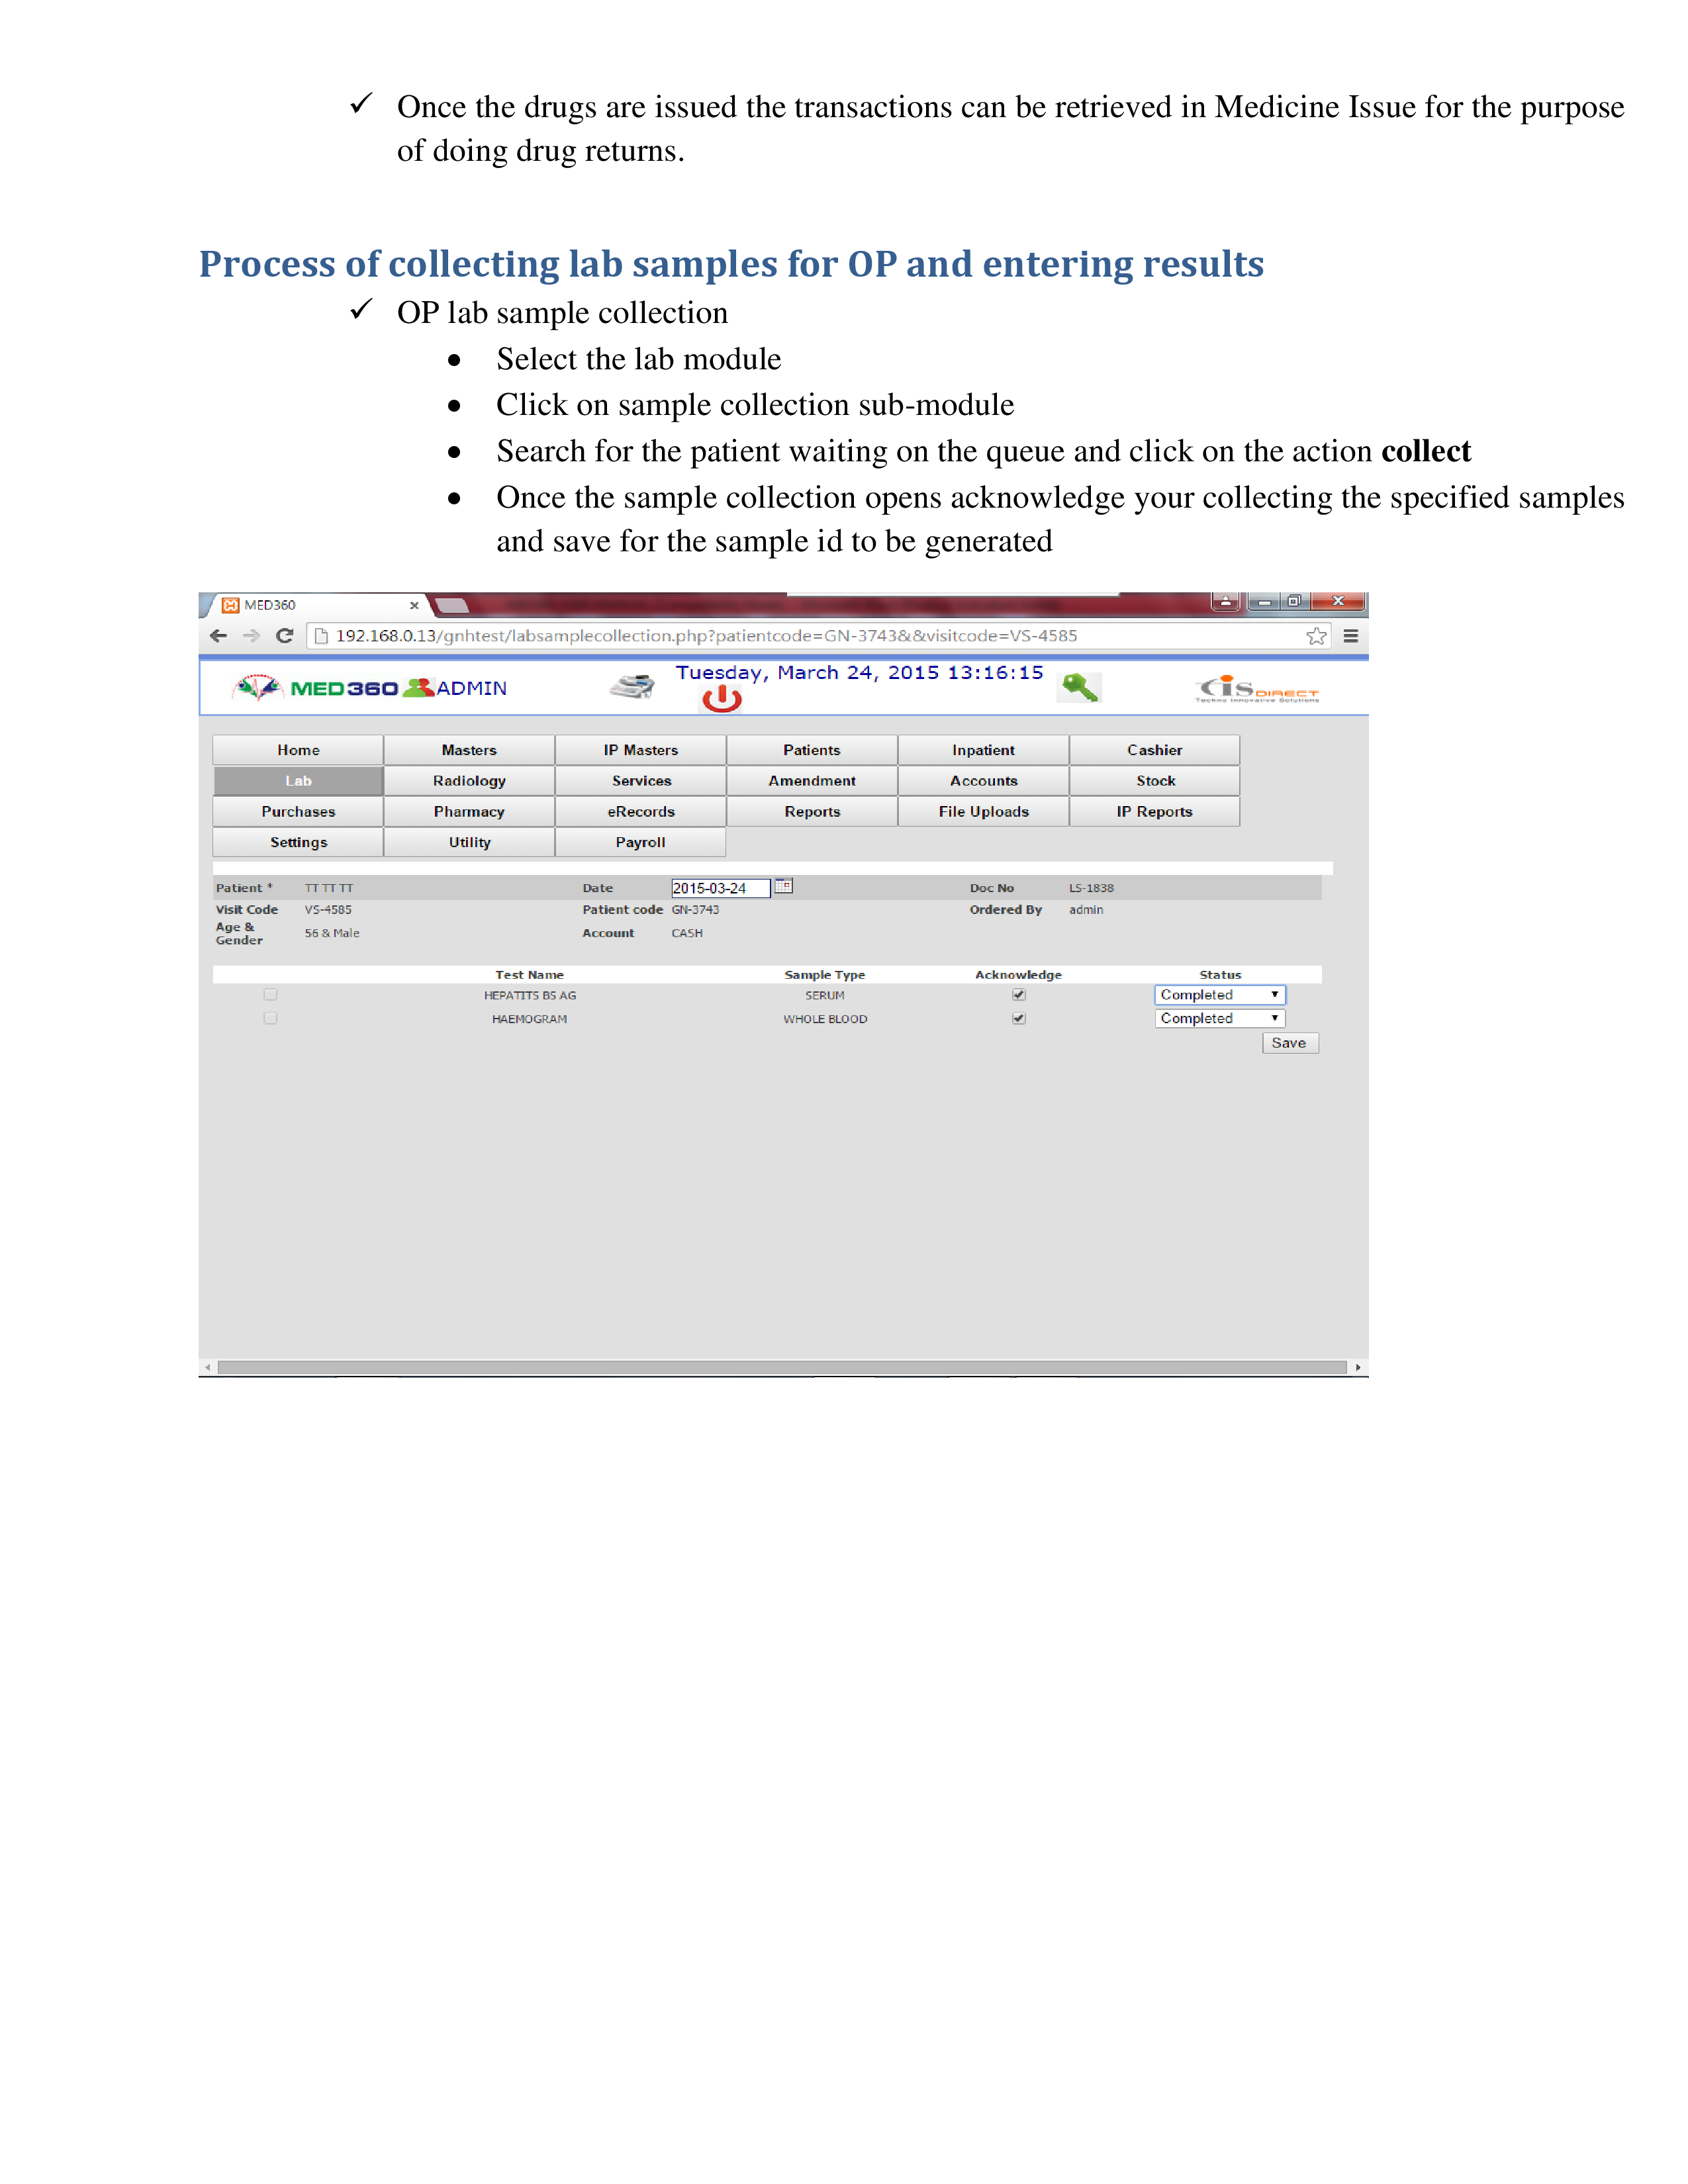 ✓ Once the drugs are issued the transactions can be retrieved in Medicine Issue for the purpose
of doing drug returns.
Process of collecting lab samples for OP and entering results
✓ OP lab sample collection
• Select the lab module
• Click on sample collection sub-module
• Search for the patient waiting on the queue and click on the action collect
• Once the sample collection opens acknowledge your collecting the specified samples
and save for the sample id to be generated
MED360
192.168.0.13/gnhtest/labsamplecollection.php?patientcode=GN-3743&&visitcode=VS-4585
Tuesday, March 24, 2015 13:16:15
MED360 ADMIN
CIS DIRECT
Techno Innovative Solutions
Home Masters IP Masters Patients Inpatient Cashier
Lab Radiology Services Amendment Accounts Stock
Purchases Pharmacy eRecords Reports File Uploads IP Reports
Settings Utility Payroll
Patient * TT TT TT Date 2015-03-24 Doc No LS-1838
Visit Code VS-4585 Patient code GN-3743 Ordered By admin
Age &
Gender 56 & Male Account CASH
Test Name Sample Type Acknowledge Status
HEPATITS BS AG SERUM Completed
HAEMOGRAM WHOLE BLOOD Completed
Save